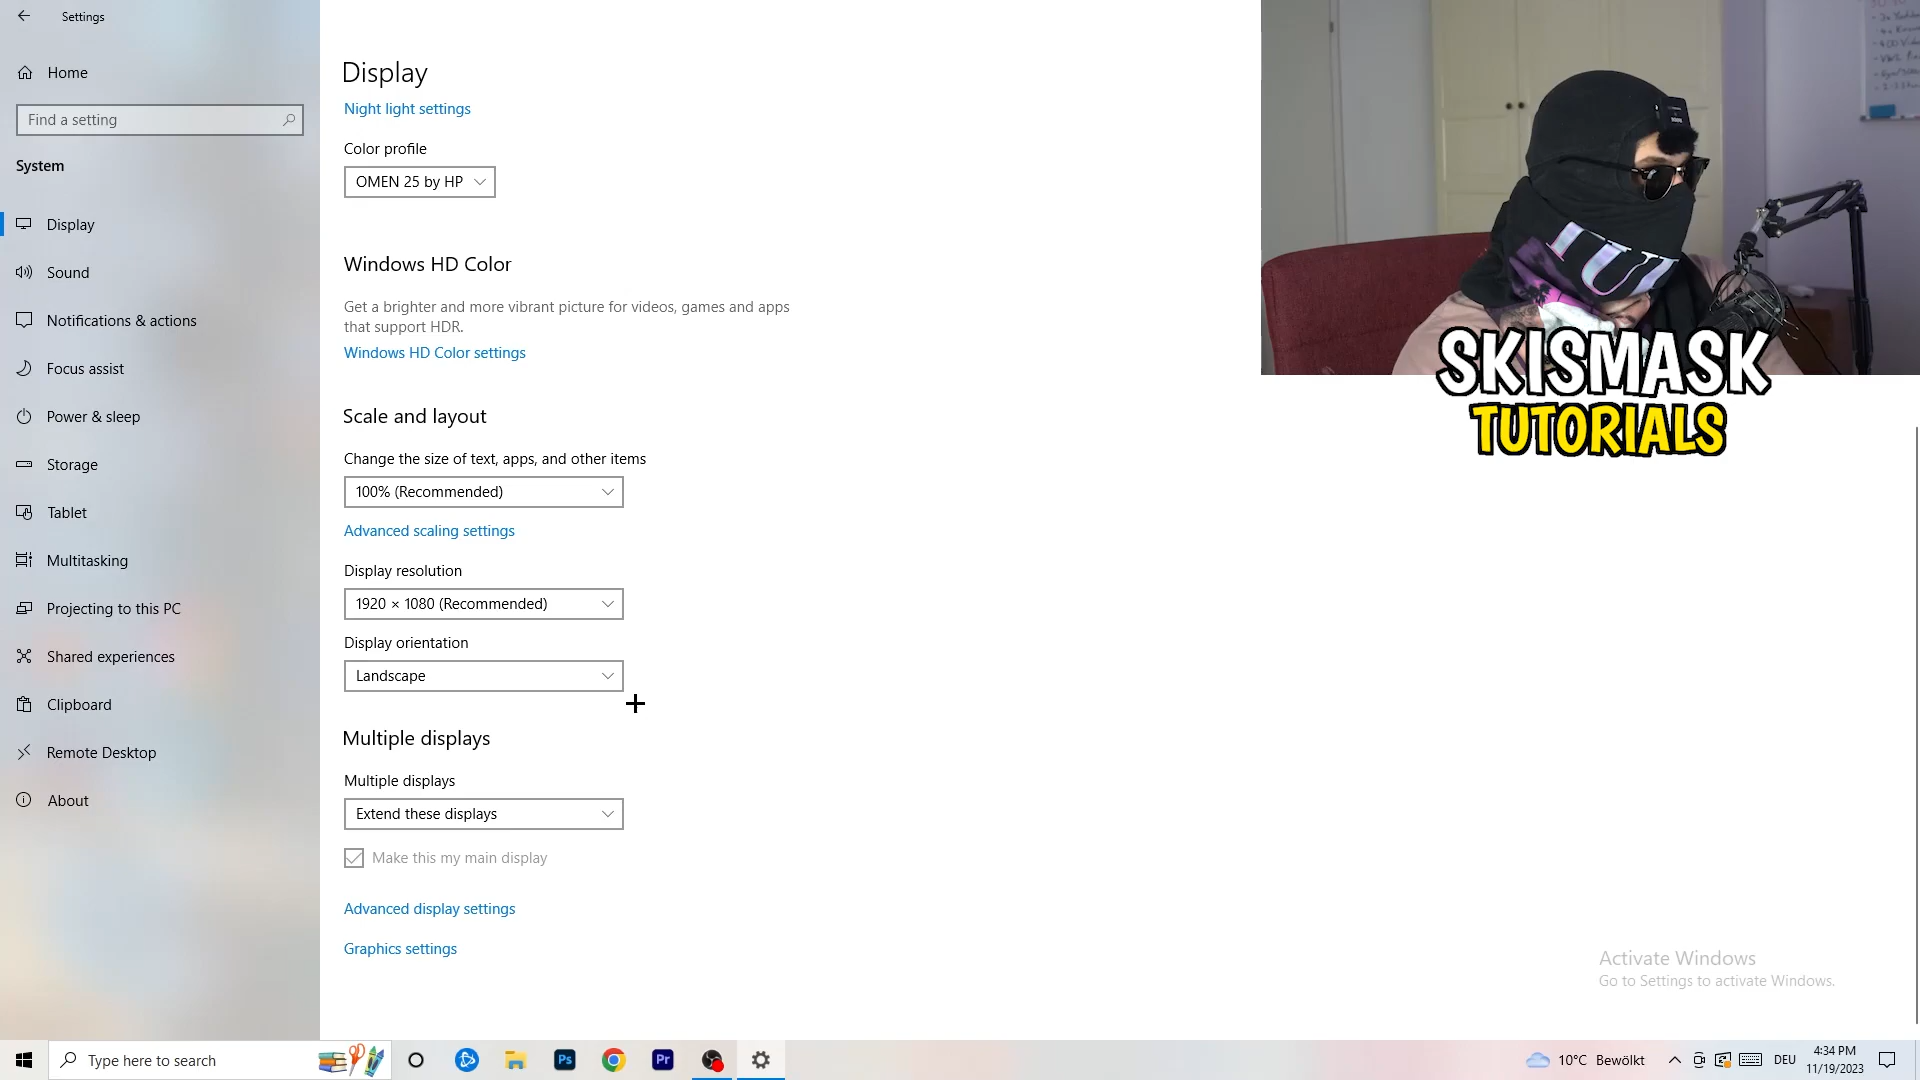 Settings
Home
Find a setting
System
Display
Sound
Notifications & actions
Focus assist
Power & sleep
Storage
Tablet
Multitasking
Projecting to this PC
Shared experiences
Clipboard
Remote Desktop
About
Display
Night light settings
Color profile
OMEN 25 by HP
Windows HD Color
Get a brighter and more vibrant picture for videos, games and apps
that support HDR.
Windows HD Color settings
Scale and layout
Change the size of text, apps, and other items
100% (Recommended)
Advanced scaling settings
Display resolution
1920 × 1080 (Recommended)
Display orientation
Landscape
Multiple displays
Multiple displays
Extend these displays
Make this my main display
Advanced display settings
Graphics settings
SKISMASK
TUTORIALS
Activate Windows
Go to Settings to activate Windows.
Type here to search
Ps
Pr
10°C Bewölkt
DEU
4:34 PM
11/19/2023